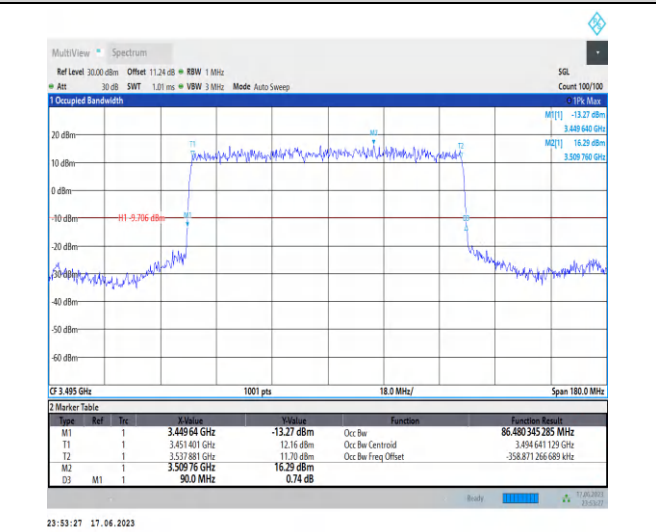 MultiView Spectrum
Ref Level 30.00 dBm Offset 11.24 dB RBW 1 MHz SGL
Att 30 dB SWT 1.01 ms VBW 3 MHz Mode Auto Sweep Count 100/100
1 Occupied Bandwidth 1Pk Max
M1[1] -13.27 dBm
3.449 640 GHz
M2[1] 16.29 dBm
3.509 760 GHz
20 dBm
T1 M2 T2
10 dBm
0 dBm
-10 dBm H1 -9.706 dBm M1 D3
-20 dBm
-30 dBm
-40 dBm
-50 dBm
-60 dBm
CF 3.495 GHz 1001 pts 18.0 MHz/ Span 180.0 MHz
2 Marker Table
Type Ref Trc X-Value Y-Value Function Function Result
M1 1 3.449 64 GHz -13.27 dBm Occ Bw 86.480 345 285 MHz
T1 1 3.451 401 GHz 12.16 dBm Occ Bw Centroid 3.494 641 129 GHz
T2 1 3.537 881 GHz 11.70 dBm Occ Bw Freq Offset -358.871 266 689 kHz
M2 1 3.509 76 GHz 16.29 dBm
D3 M1 1 90.0 MHz 0.74 dB
Ready 17.06.2023
23:53:27
23:53:27 17.06.2023